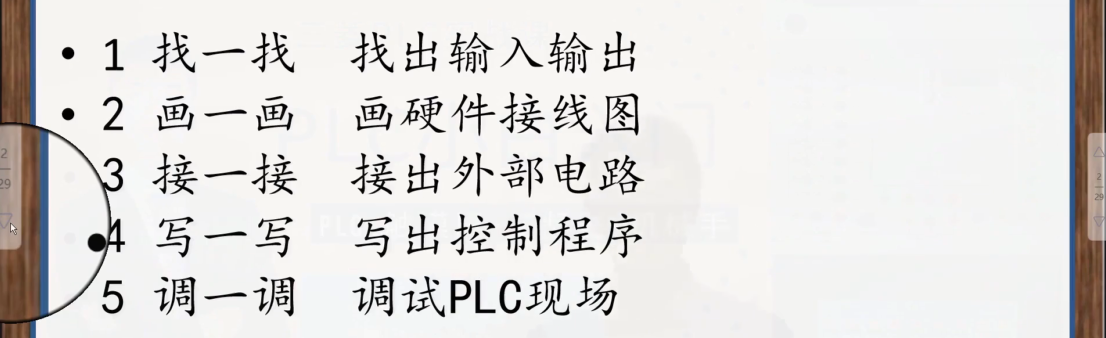 • 1 找一找 找出输入输出
• 2 画一画 画硬件接线图
3 接一接 接出外部电路
• 4 写一写 写出控制程序
5 调一调 调试PLC现场
2
29
2
29